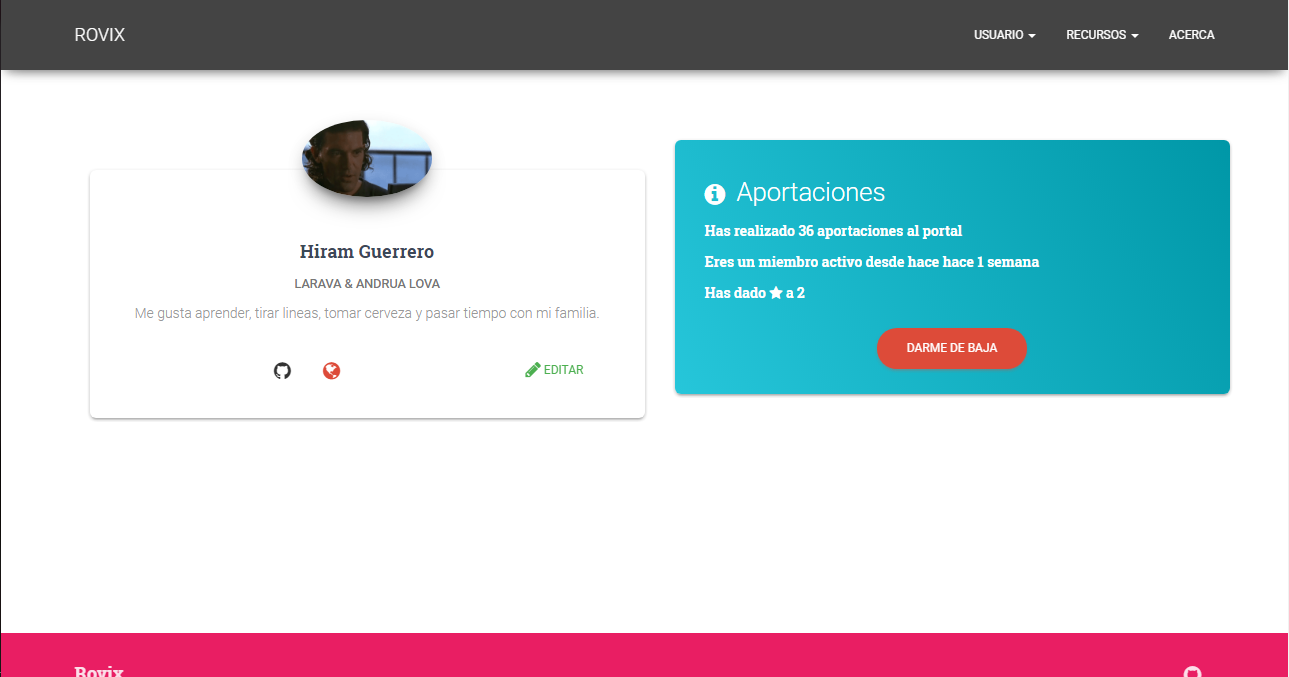 ROVIX
USUARIO
RECURSOS
ACERCA
Hiram Guerrero
LARAVA & ANDRUA LOVA
Me gusta aprender, tirar lineas, tomar cerveza y pasar tiempo con mi familia.
EDITAR
Aportaciones
Has realizado 36 aportaciones al portal
Eres un miembro activo desde hace hace 1 semana
Has dado ★ a 2
DARME DE BAJA
Rovix